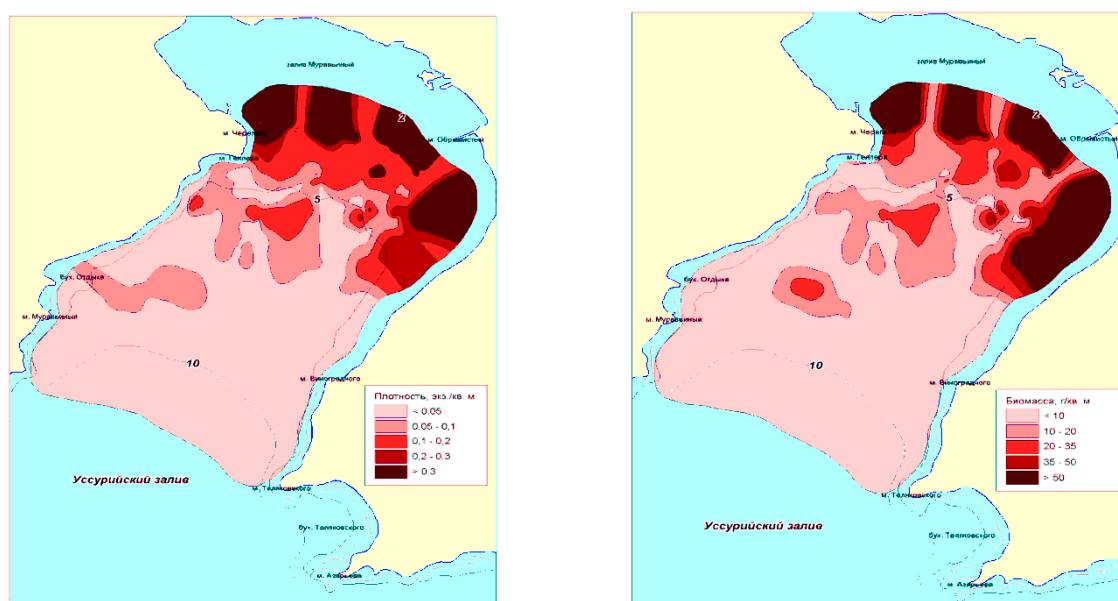 залив Муравьиный
2
м. Черепаха
м. Обрывистый
м. Геллера
5
бух. Отдыха
м. Муравьиный
10
м. Виноградного
Плотность, экз./кв. м
< 0.05
0.05 - 0,1
0,1 - 0,2
0,2 - 0.3
> 0.3
Уссурийский залив
м. Теляковского
бух. Теляковского
м. Азарьева
залив Муравьиный
2
м. Черепаха
м. Обрывистый
м. Геллера
5
бух. Отдыха
м. Муравьиный
10
м. Виноградного
Биомасса, г/кв. м
< 10
10 - 20
20 - 35
35 - 50
> 50
м. Теляковского
Уссурийский залив
бух. Теляковского
м. Азарьева